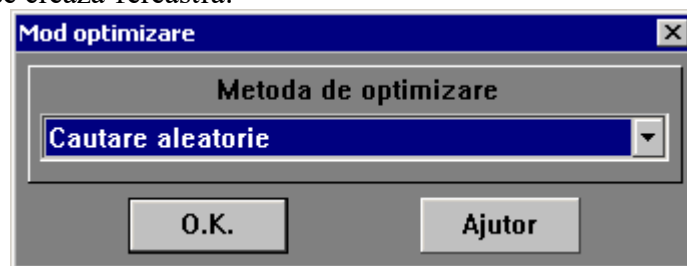 Mod optimizare
Metoda de optimizare
Cautare aleatorie
O.K. Ajutor